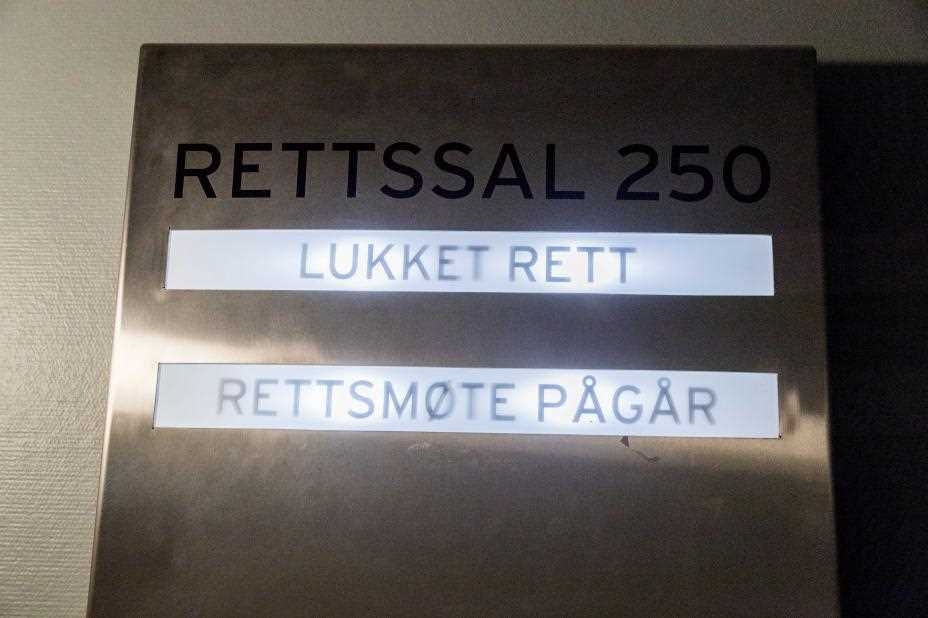 RETTSSAL 250
LUKKET RETT
RETTSMØTE PÅGÅR